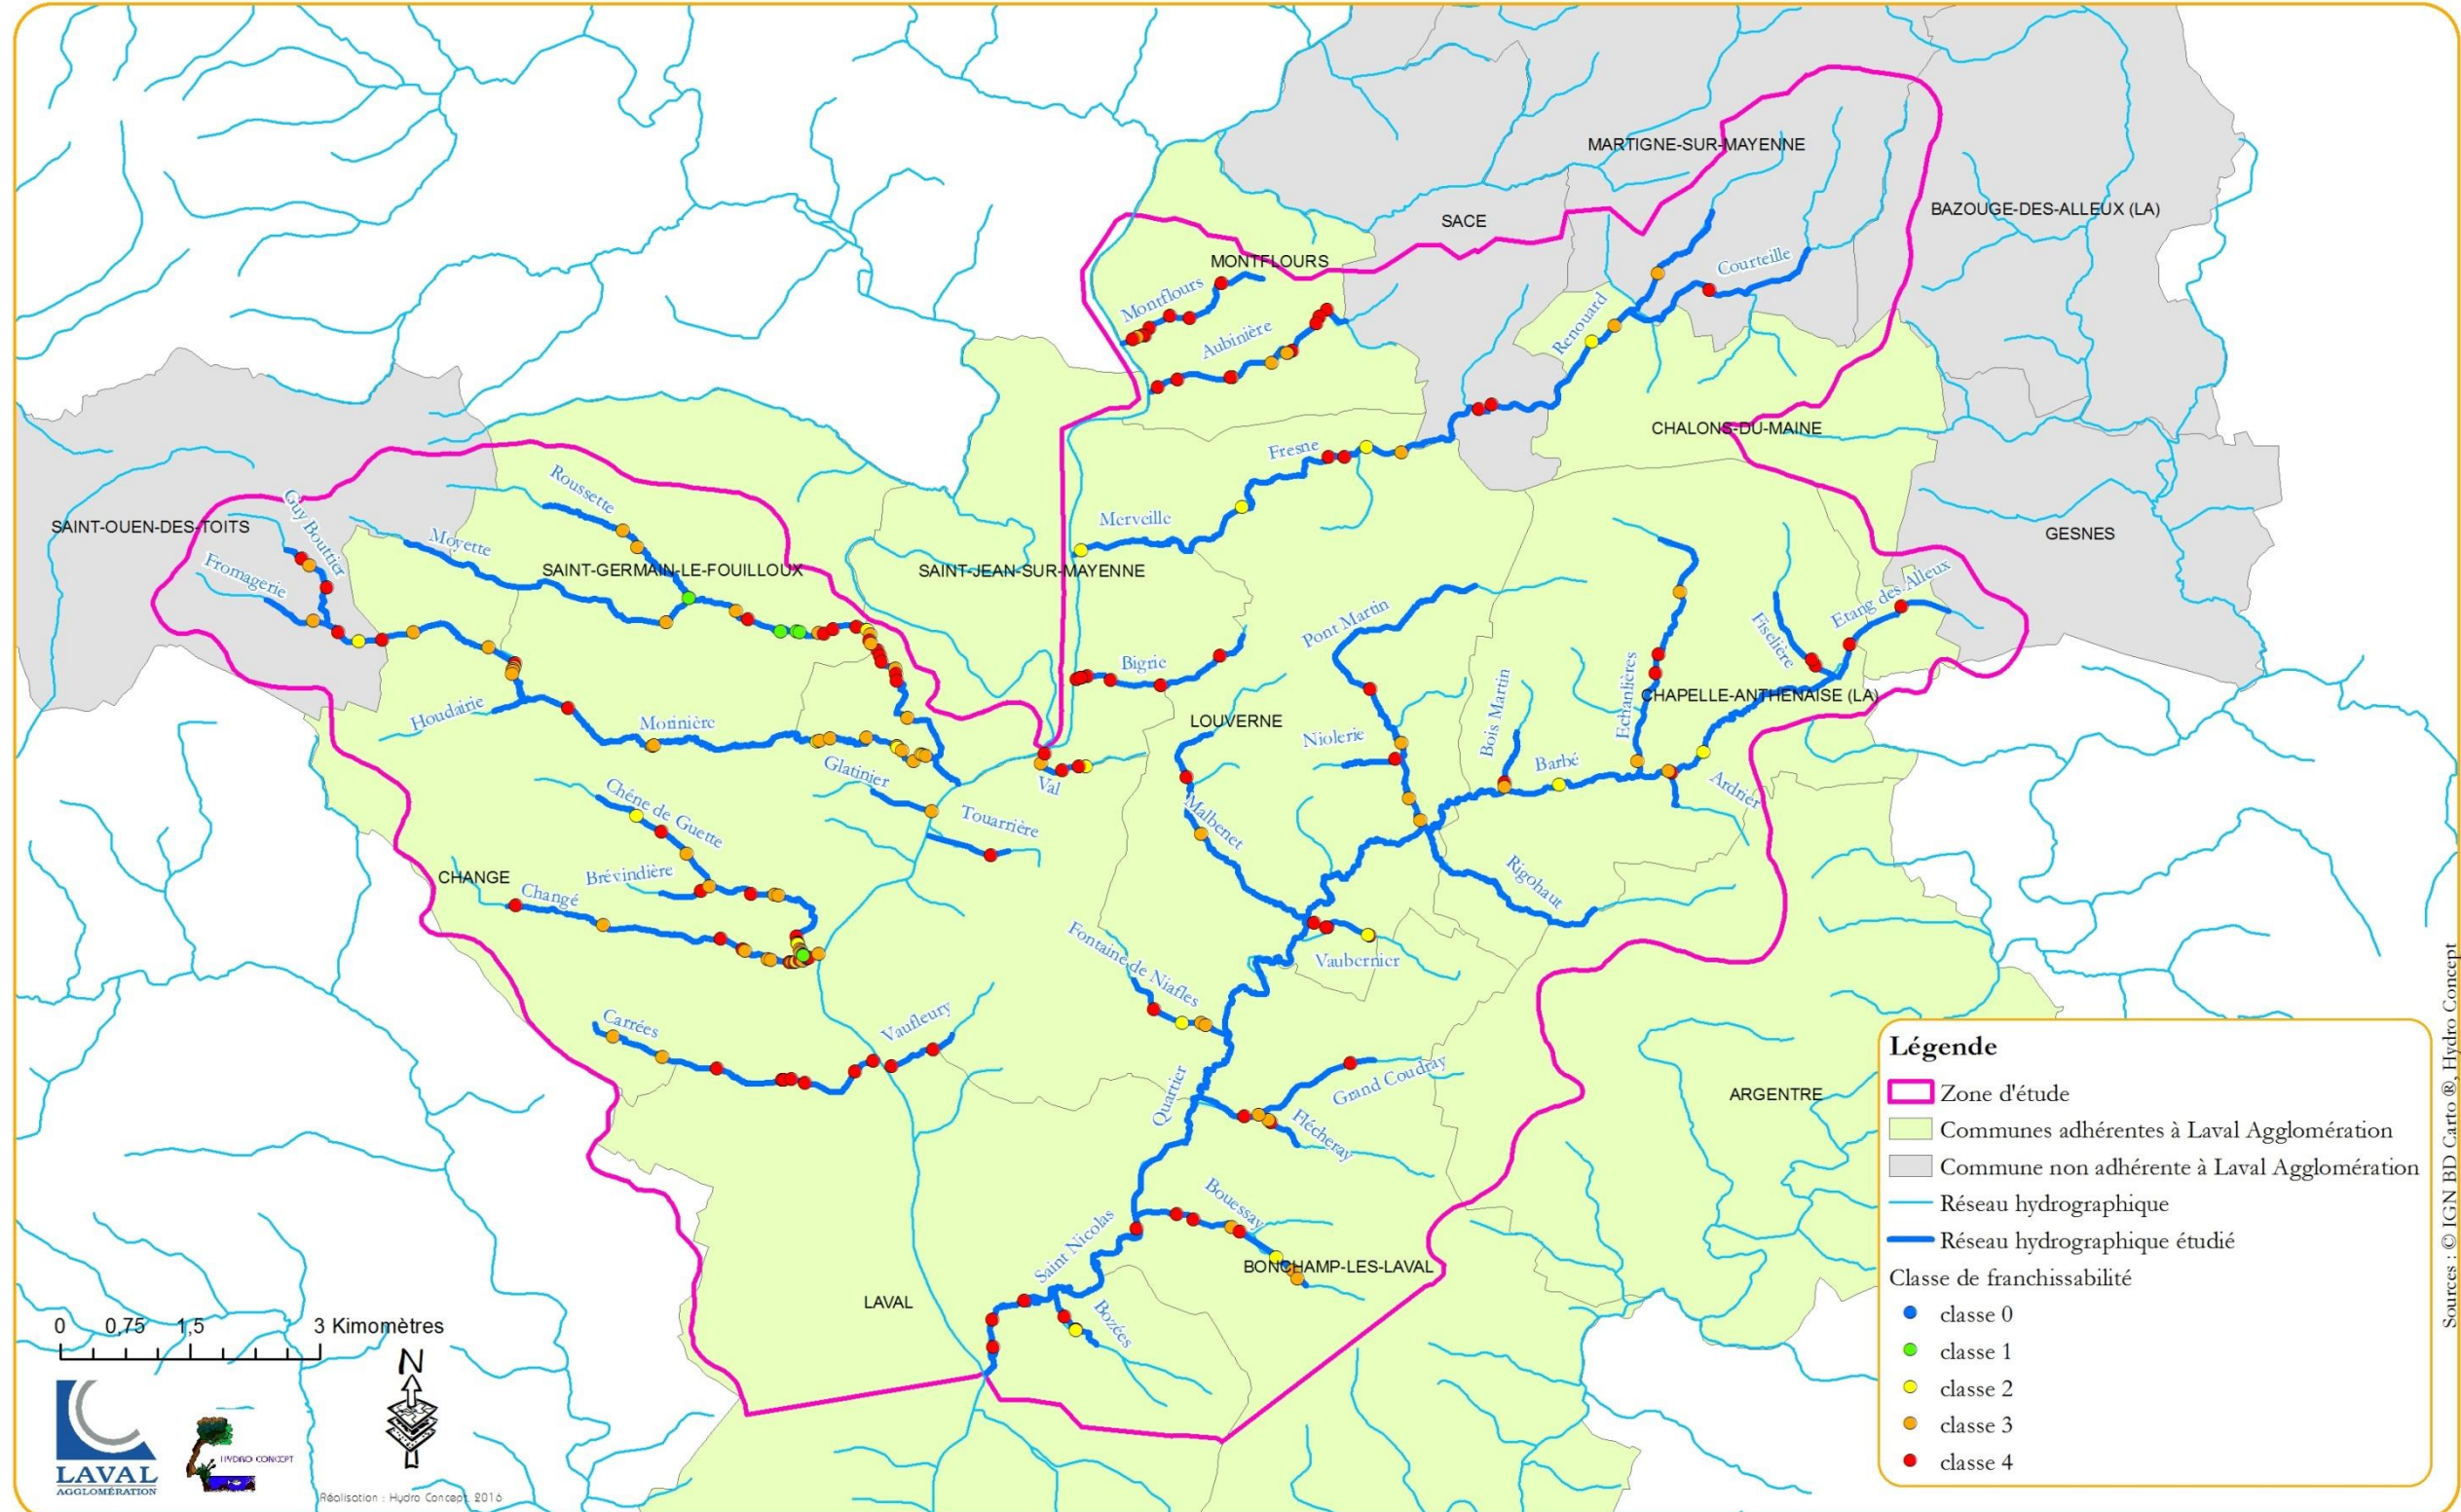 MARTIGNE-SUR-MAYENNE
BAZOUGE-DES-ALLEUX (LA)
SACE
MONTFLOURS
Courteille
Montflours
Renouard
Aubinière
CHALONS-DU-MAINE
Fresne
Roussette
Guy Bouttier
SAINT-OUEN-DES-TOITS
Merveille
GESNES
Moyette
Fromagerie
SAINT-GERMAIN-LE-FOUILLOUX
SAINT-JEAN-SUR-MAYENNE
Etang des Alleux
Pont Martin
Fiselière
Bigrie
Echanlières
CHAPELLE-ANTHENAISE (LA)
Houdairie
Morinière
LOUVERNE
Bois Martin
Niolerie
Barbé
Glatinier
Val
Ardrier
Chêne de Guette
Touarrière
Malbenet
CHANGE
Brévindière
Changé
Rigohaut
Fontaine de Niafles
Vaubernier
Carrées
Vaufleury
Quartier
Grand Coudray
Flécheray
ARGENTRE
Bouessay
Saint Nicolas
BONCHAMP-LES-LAVAL
LAVAL
Bozées
Légende
Zone d'étude
Communes adhérentes à Laval Agglomération
Commune non adhérente à Laval Agglomération
Réseau hydrographique
Réseau hydrographique étudié
Classe de franchissabilité
classe 0
classe 1
classe 2
classe 3
classe 4
0 0,75 1,5 3 Kimomètres
N
LAVAL
AGGLOMÉRATION
HYDRO CONCEPT
Réalisation : Hydro Concept 2016
Sources : © IGN BD Carto ®, Hydro Concept